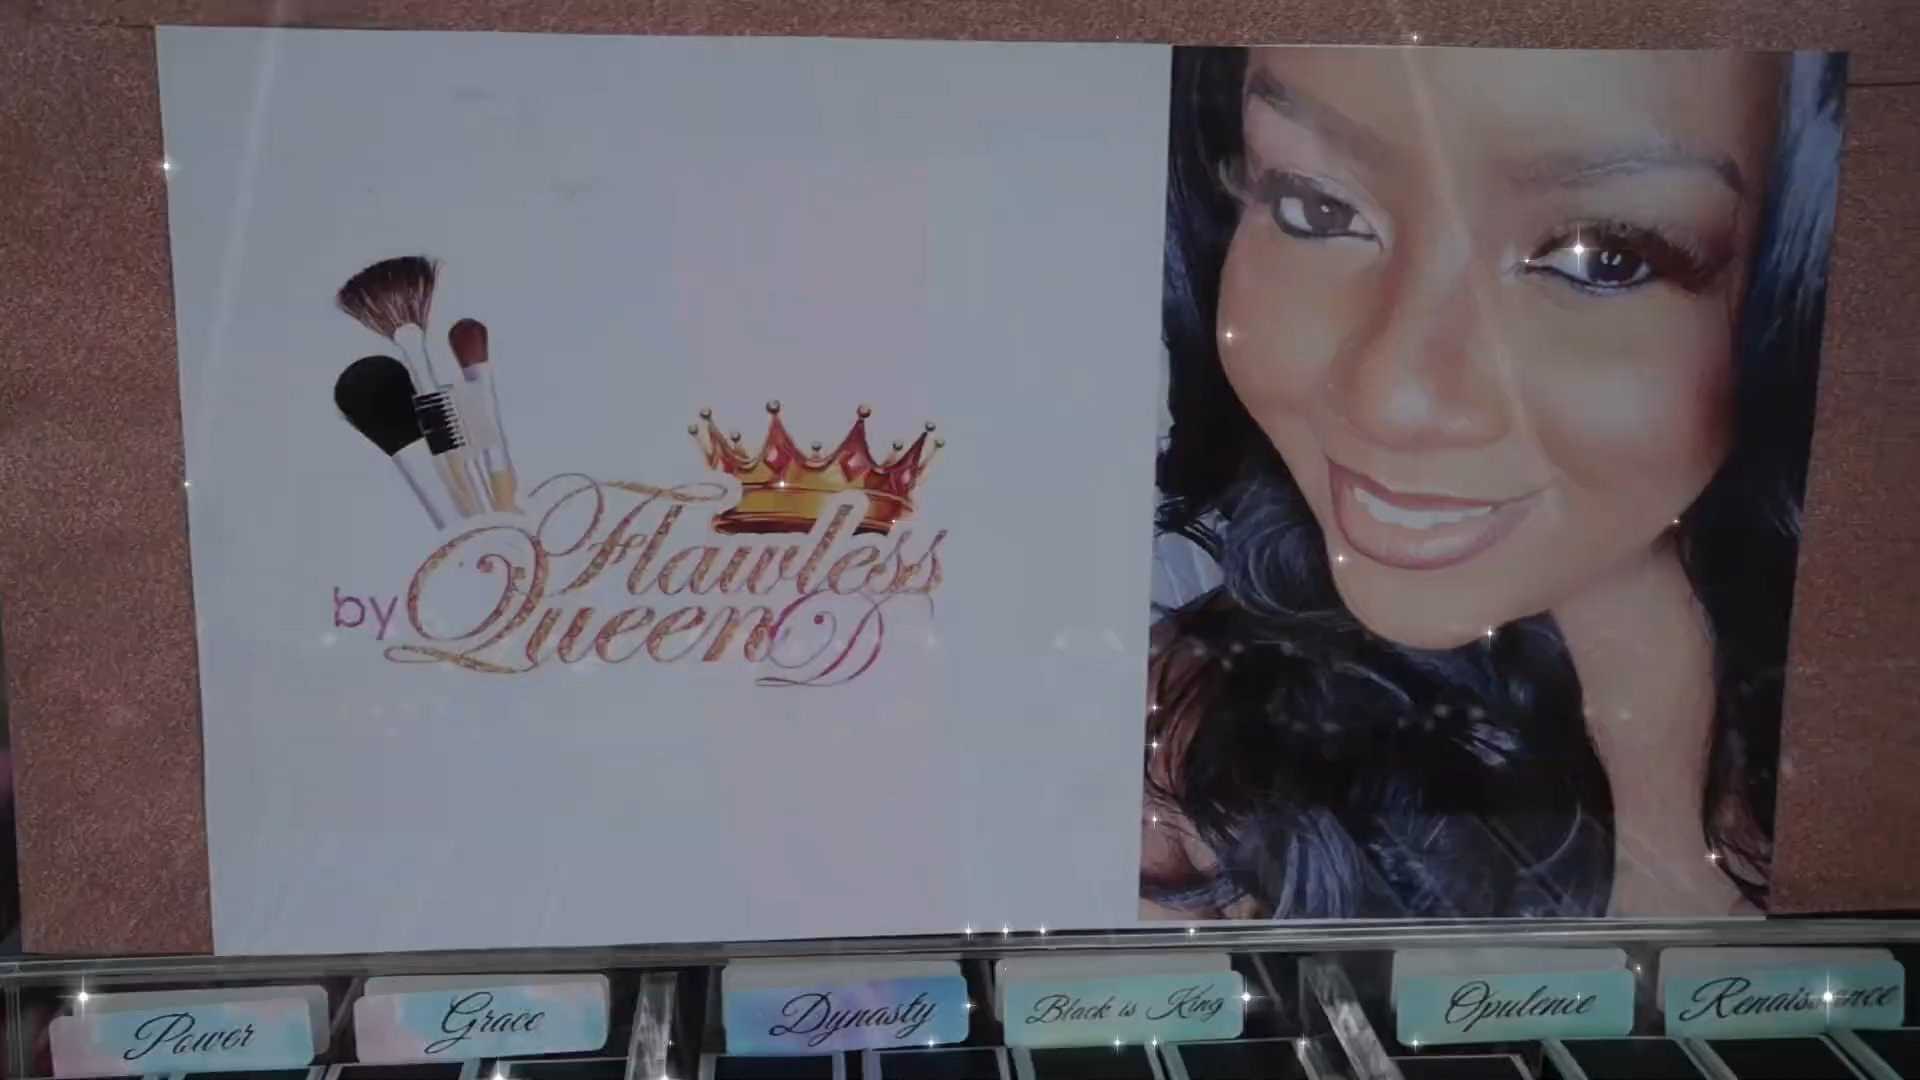 Flawless
by Queen D
Power
Grace
Dynasty
Black is King
Opulence
Renaissance